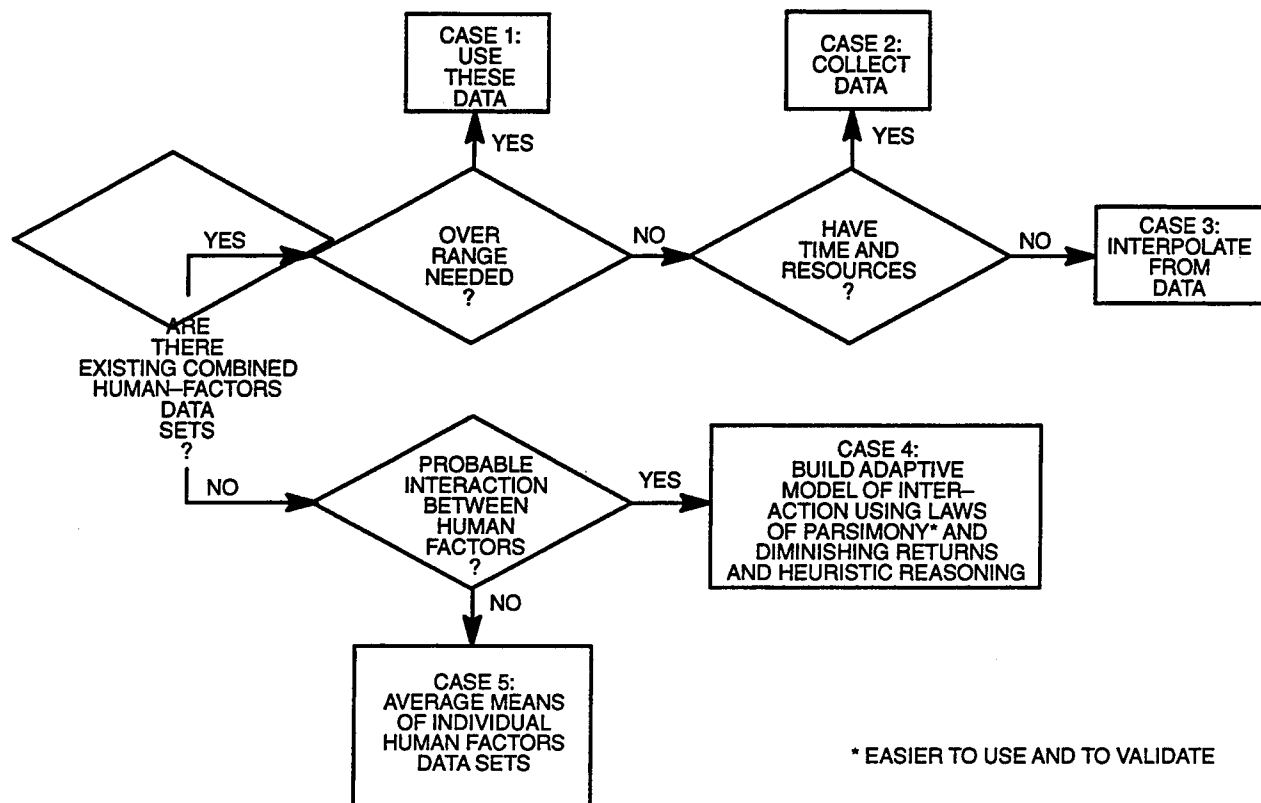 CASE 1:
USE
THESE
DATA
YES
CASE 2:
COLLECT
DATA
YES
YES
OVER
RANGE
NEEDED
?
NO
HAVE
TIME AND
RESOURCES
?
NO
CASE 3:
INTERPOLATE
FROM
DATA
ARE
THERE
EXISTING COMBINED
HUMAN–FACTORS
DATA
SETS
?
NO
PROBABLE
INTERACTION
BETWEEN
HUMAN
FACTORS
?
YES
CASE 4:
BUILD ADAPTIVE
MODEL OF INTER–
ACTION USING LAWS
OF PARSIMONY* AND
DIMINISHING RETURNS
AND HEURISTIC REASONING
NO
CASE 5:
AVERAGE MEANS
OF INDIVIDUAL
HUMAN FACTORS
DATA SETS
* EASIER TO USE AND TO VALIDATE